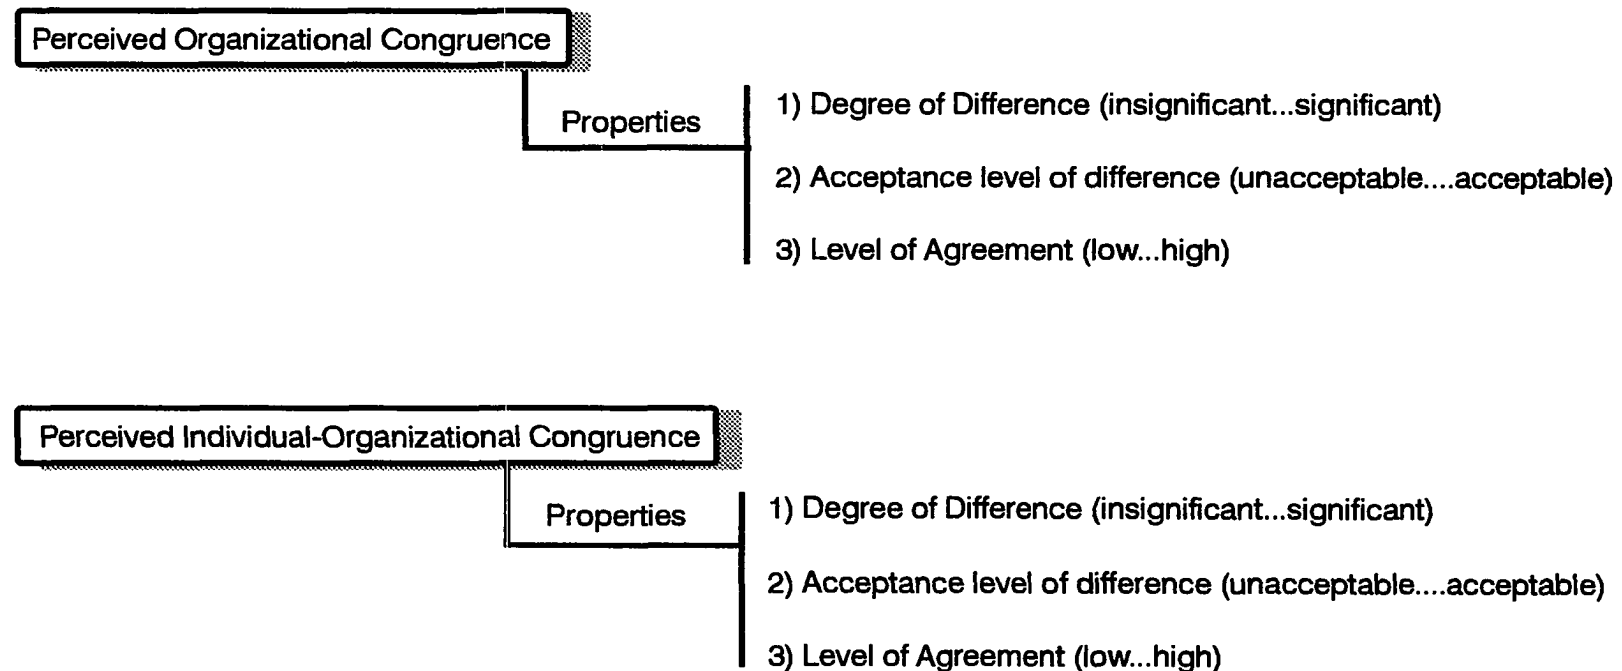 Perceived Organizational Congruence
Properties
1) Degree of Difference (insignificant...significant)
2) Acceptance level of difference (unacceptable....acceptable)
3) Level of Agreement (low...high)
Perceived Individual-Organizational Congruence
Properties
1) Degree of Difference (insignificant...significant)
2) Acceptance level of difference (unacceptable....acceptable)
3) Level of Agreement (low...high)